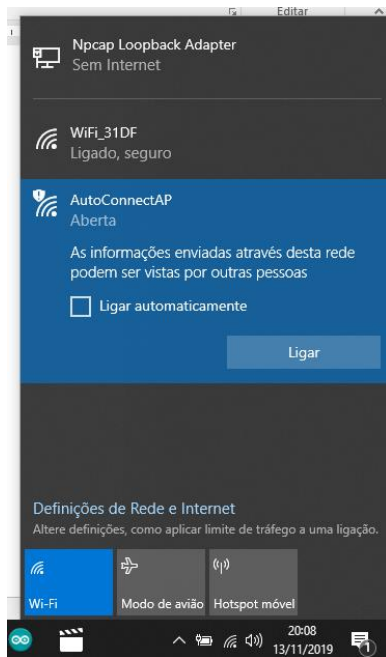 Editar
Npcap Loopback Adapter
Sem Internet
WiFi_31DF
Ligado, seguro
AutoConnectAP
Aberta
As informações enviadas através desta rede
podem ser vistas por outras pessoas
Ligar automaticamente
Ligar
Definições de Rede e Internet
Altere definições, como aplicar limite de tráfego a uma ligação.
Wi-Fi
Modo de avião
Hotspot móvel
20:08
13/11/2019
1